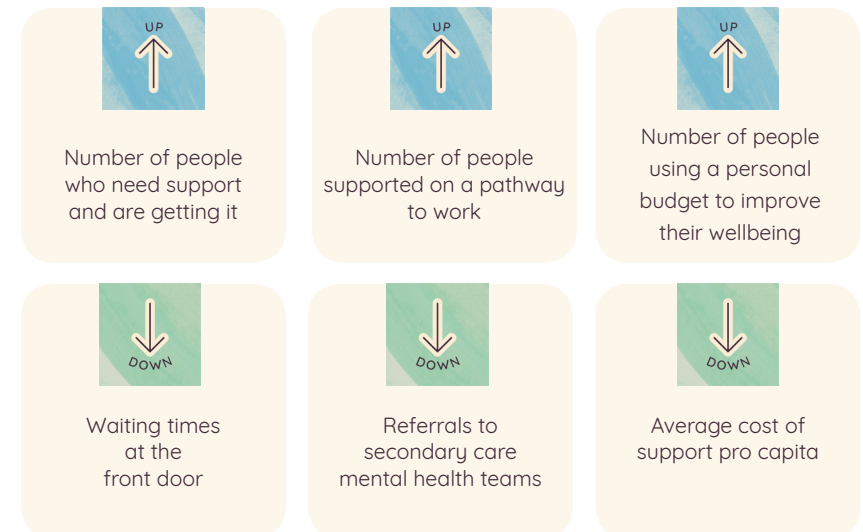 UP
Number of people
who need support
and are getting it
UP
Number of people
supported on a pathway
to work
UP
Number of people
using a personal
budget to improve
their wellbeing
DOWN
Waiting times
at the
front door
DOWN
Referrals to
secondary care
mental health teams
DOWN
Average cost of
support pro capita